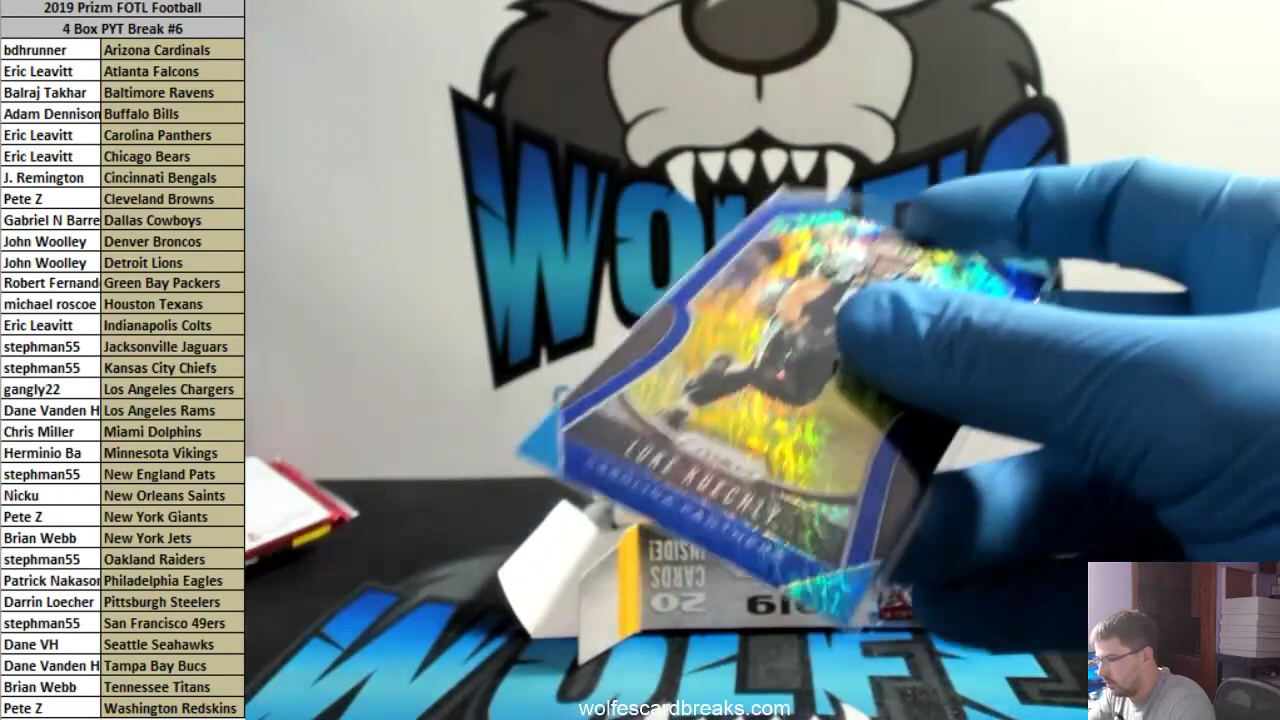 2019 Prizm FOTL Football
4 Box PYT Break #6
bdhrunner Arizona Cardinals
Eric Leavitt Atlanta Falcons
Balraj Takhar Baltimore Ravens
Adam Dennison Buffalo Bills
Eric Leavitt Carolina Panthers
Eric Leavitt Chicago Bears
J. Remington Cincinnati Bengals
Pete Z Cleveland Browns
Gabriel N Barre Dallas Cowboys
John Woolley Denver Broncos
John Woolley Detroit Lions
Robert Fernand Green Bay Packers
michael roscoe Houston Texans
Eric Leavitt Indianapolis Colts
stephman55 Jacksonville Jaguars
stephman55 Kansas City Chiefs
gangly22 Los Angeles Chargers
Dane Vanden H Los Angeles Rams
Chris Miller Miami Dolphins
Herminio Ba Minnesota Vikings
stephman55 New England Pats
Nicku New Orleans Saints
Pete Z New York Giants
Brian Webb New York Jets
stephman55 Oakland Raiders
Patrick Nakasor Philadelphia Eagles
Darrin Loecher Pittsburgh Steelers
stephman55 San Francisco 49ers
Dane VH Seattle Seahawks
Dane Vanden H Tampa Bay Bucs
Brian Webb Tennessee Titans
Pete Z Washington Redskins
LUKE KUECHLY
CAROLINA PANTHERS
20
CARDS
INSIDE!
wolfescardbreaks.com